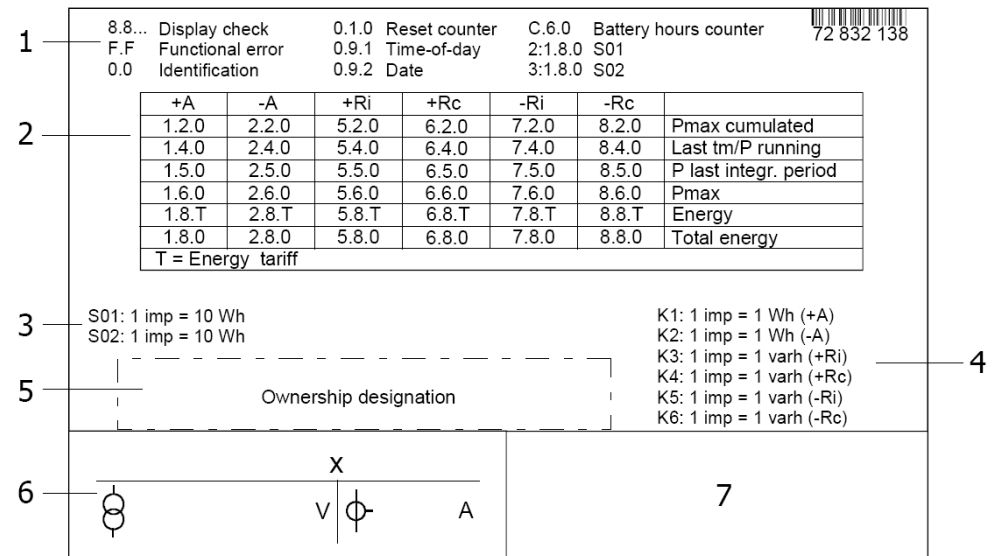 8.8... Display check 0.1.0 Reset counter C.6.0 Battery hours counter 72 832 138
1 F.F Functional error 0.9.1 Time-of-day 2:1.8.0 S01
0.0 Identification 0.9.2 Date 3:1.8.0 S02
+A -A +Ri +Rc -Ri -Rc
2 1.2.0 2.2.0 5.2.0 6.2.0 7.2.0 8.2.0 Pmax cumulated
1.4.0 2.4.0 5.4.0 6.4.0 7.4.0 8.4.0 Last tm/P running
1.5.0 2.5.0 5.5.0 6.5.0 7.5.0 8.5.0 P last integr. period
1.6.0 2.6.0 5.6.0 6.6.0 7.6.0 8.6.0 Pmax
1.8.T 2.8.T 5.8.T 6.8.T 7.8.T 8.8.T Energy
1.8.0 2.8.0 5.8.0 6.8.0 7.8.0 8.8.0 Total energy
T = Energy tariff
3 S01: 1 imp = 10 Wh
S02: 1 imp = 10 Wh
K1: 1 imp = 1 Wh (+A)
K2: 1 imp = 1 Wh (-A)
K3: 1 imp = 1 varh (+Ri)
4
K4: 1 imp = 1 varh (+Rc)
K5: 1 imp = 1 varh (-Ri)
K6: 1 imp = 1 varh (-Rc)
5 Ownership designation
X
6 V A
7